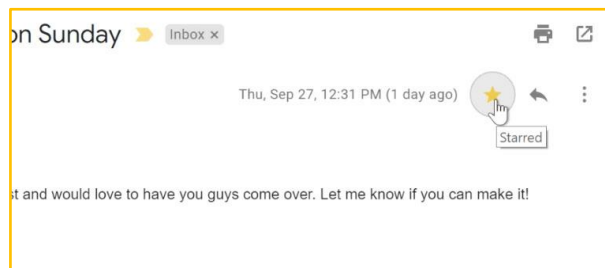 on Sunday Inbox ×
Thu, Sep 27, 12:31 PM (1 day ago)
Starred
and would love to have you guys come over. Let me know if you can make it!